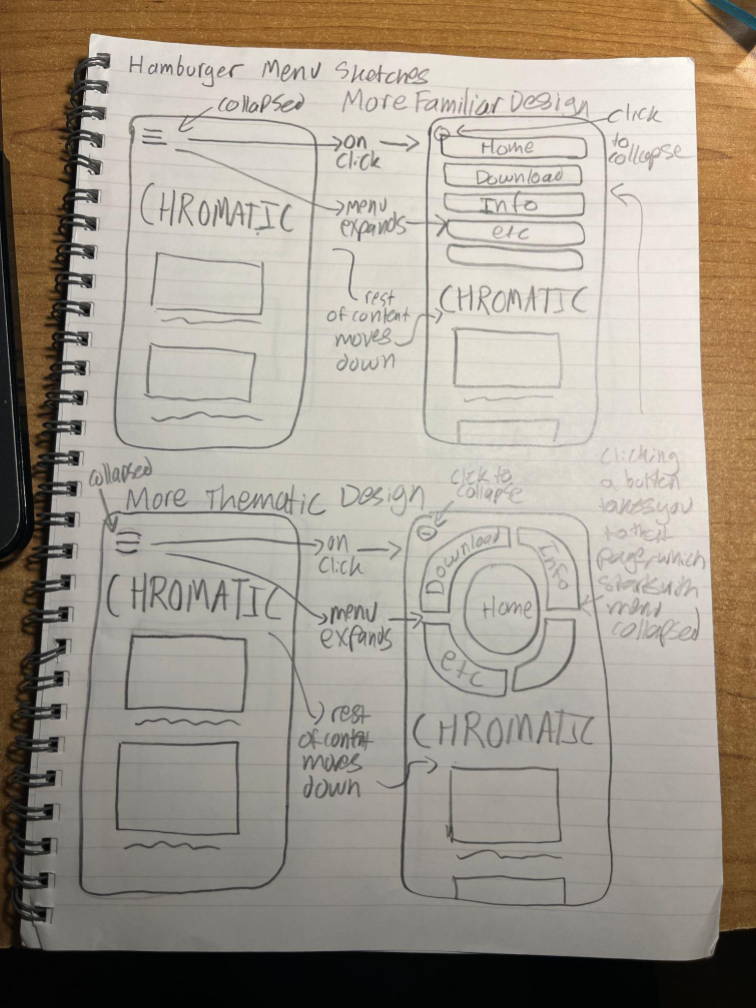 Hamburger Menu Sketches
collapsed
More Familiar Design
click
to
collapse
on
click
Home
Download
Info
etc
menu
expands
CHROMATIC
CHROMATIC
rest
of content
moves
down
collapsed
More Thematic Design
click to
collapse
Clicking
a button
takes you
to that
page, which
starts with
menu
collapsed
on
click
Download
Info
Home
etc
CHROMATIC
menu
expands
rest
of content
moves
down
CHROMATIC